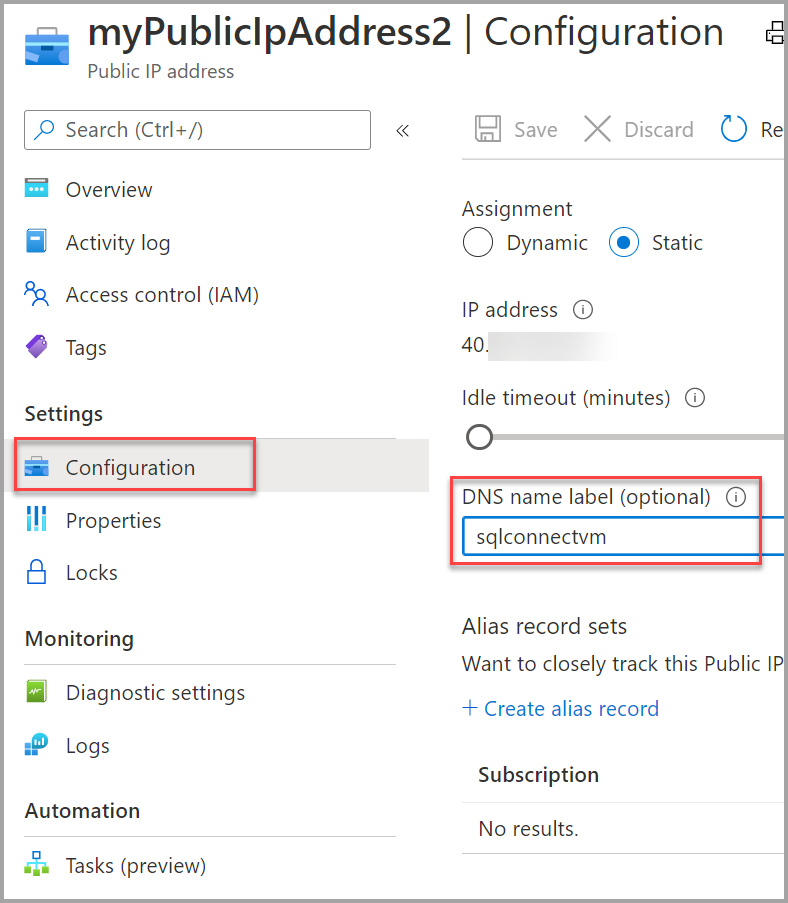 myPublicIpAddress2 | Configuration
Public IP address
Search (Ctrl+/)
«
Overview
Activity log
Access control (IAM)
Tags
Settings
Configuration
Properties
Locks
Monitoring
Diagnostic settings
Logs
Automation
Tasks (preview)
Save Discard Re
Assignment
Dynamic Static
IP address
40.
Idle timeout (minutes)
DNS name label (optional)
sqlconnectvm
Alias record sets
Want to closely track this Public IP
+ Create alias record
Subscription
No results.